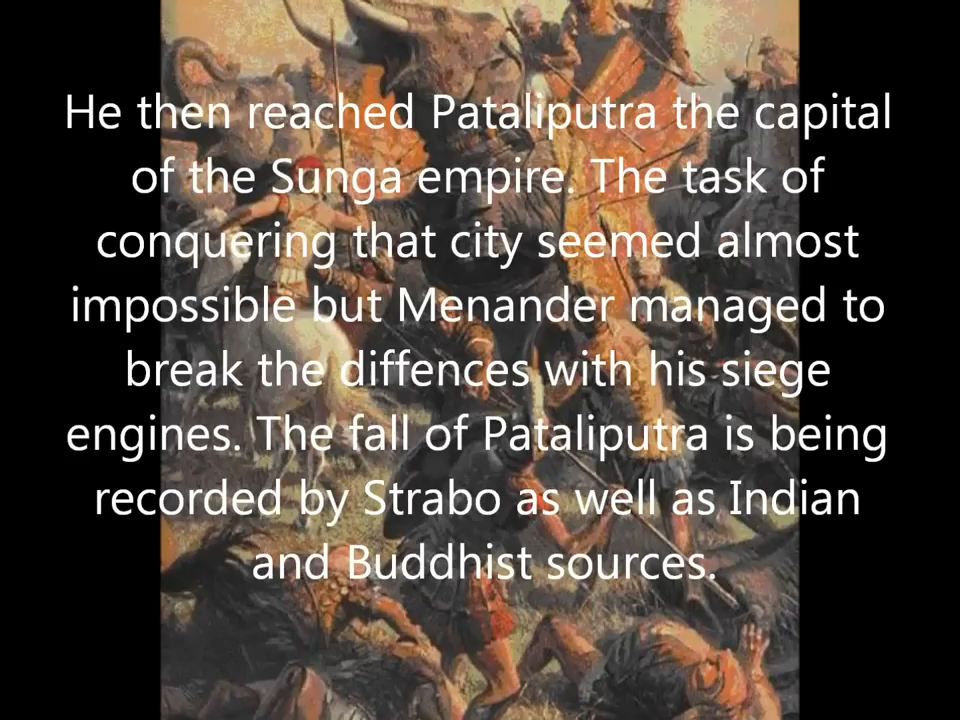 He then reached Pataliputra the capital
of the Sunga empire. The task of
conquering that city seemed almost
impossible but Menander managed to
break the diffences with his siege
engines. The fall of Pataliputra is being
recorded by Strabo as well as Indian
and Buddhist sources.